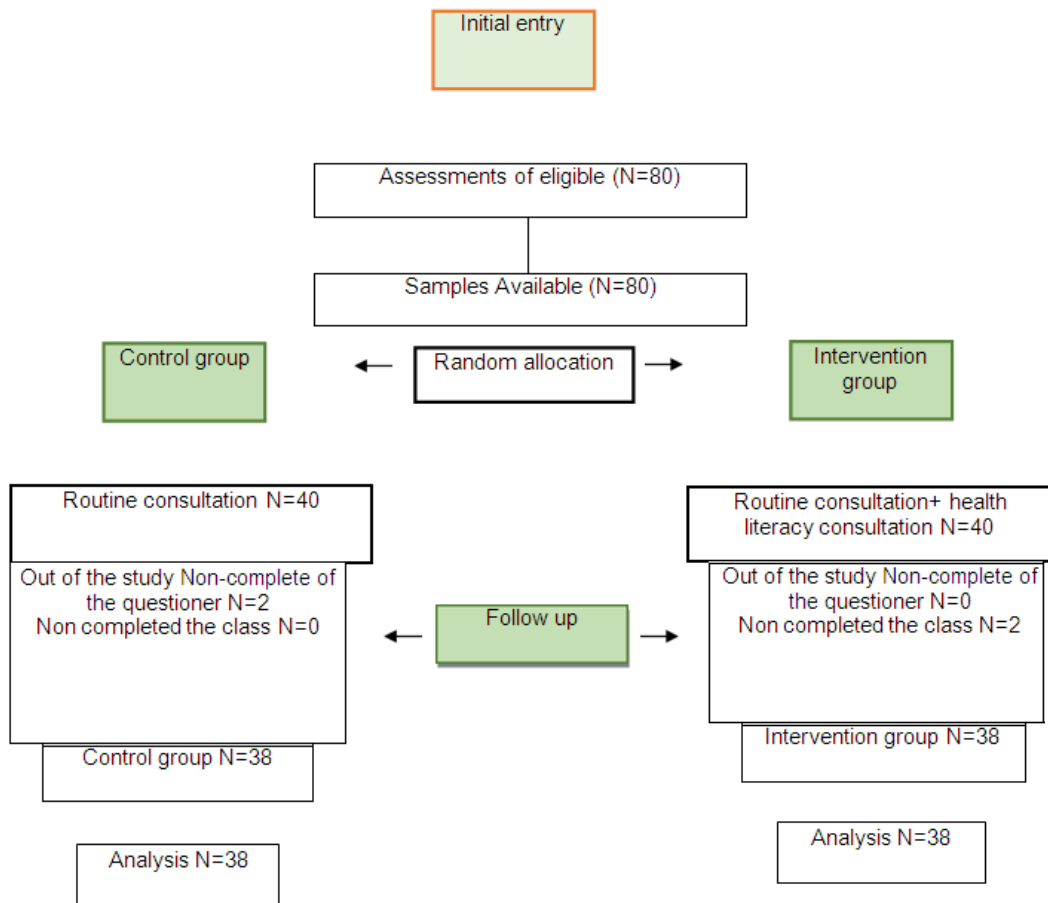 Initial entry
Assessments of eligible (N=80)
Samples Available (N=80)
Control group
Random allocation
Intervention
group
Routine consultation N=40
Routine consultation+ health
literacy consultation N=40
Out of the study Non-complete of
the questioner N=2
Non completed the class N=0
Follow up
Out of the study Non-complete of
the questioner N=0
Non completed the class N=2
Control group N=38
Intervention group N=38
Analysis N=38
Analysis N=38